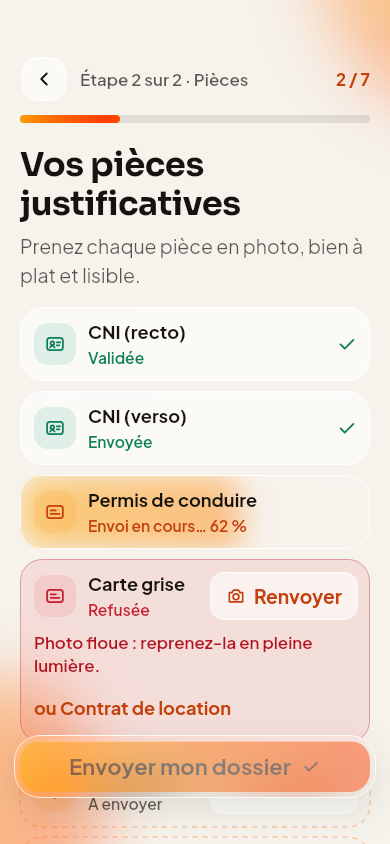 Étape 2 sur 2 · Pièces
2 / 7
Vos pièces
justificatives
Prenez chaque pièce en photo, bien à
plat et lisible.
CNI (recto)
Validée
CNI (verso)
Envoyée
Permis de conduire
Envoi en cours… 62 %
Carte grise
Refusée
Renvoyer
Photo floue : reprenez-la en pleine
lumière.
ou Contrat de location
Envoyer mon dossier
À envoyer